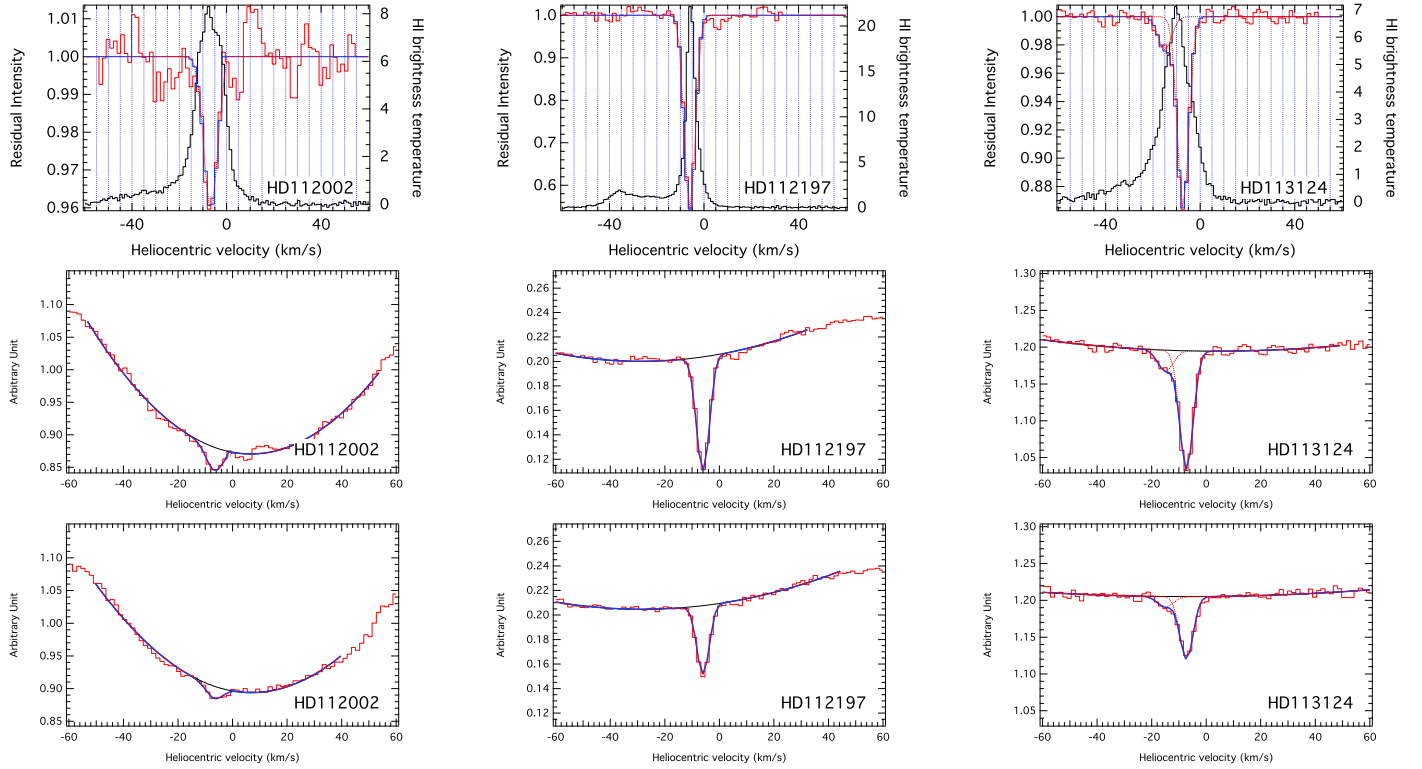 Residual Intensity
1.01
1.00
0.99
0.98
0.97
0.96
HD112002
8
6
4
2
0
HI brightness temperature
-40 0 40
Heliocentric velocity (km/s)
Residual Intensity
1.0
0.9
0.8
0.7
0.6
HD112197
20
15
10
5
0
HI brightness temperature
-40 0 40
Heliocentric velocity (km/s)
Residual Intensity
1.00
0.98
0.96
0.94
0.92
0.90
0.88
HD113124
7
6
5
4
3
2
1
0
HI brightness temperature
-40 0 40
Heliocentric velocity (km/s)
Arbitrary Unit
1.10
1.05
1.00
0.95
0.90
0.85
HD112002
-60 -40 -20 0 20 40 60
Heliocentric velocity (km/s)
Arbitrary Unit
0.26
0.24
0.22
0.20
0.18
0.16
0.14
0.12
HD112197
-60 -40 -20 0 20 40 60
Heliocentric velocity (km/s)
Arbitrary Unit
1.30
1.25
1.20
1.15
1.10
1.05
HD113124
-60 -40 -20 0 20 40 60
Heliocentric velocity (km/s)
Arbitrary Unit
1.10
1.05
1.00
0.95
0.90
0.85
HD112002
-60 -40 -20 0 20 40 60
Heliocentric velocity (km/s)
Arbitrary Unit
0.26
0.24
0.22
0.20
0.18
0.16
0.14
0.12
HD112197
-60 -40 -20 0 20 40 60
Heliocentric velocity (km/s)
Arbitrary Unit
1.30
1.25
1.20
1.15
1.10
1.05
HD113124
-60 -40 -20 0 20 40 60
Heliocentric velocity (km/s)